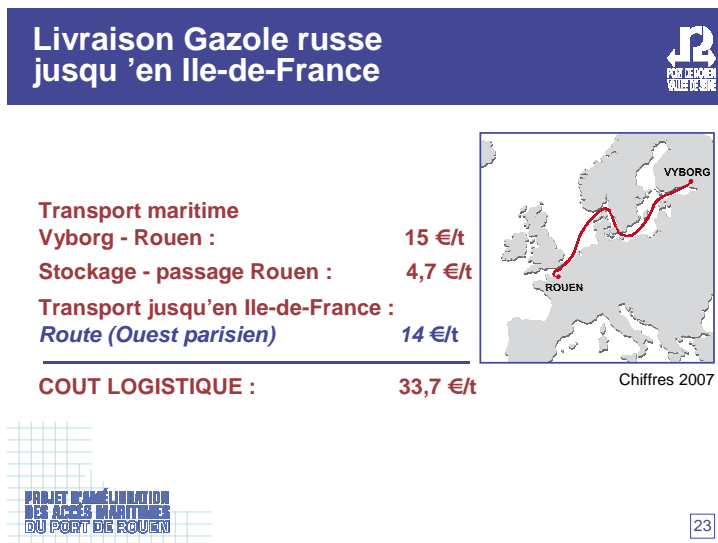 Livraison Gazole russe
jusqu 'en Ile-de-France
PORT DE ROUEN
VALLEE DE SEINE
VYBORG
ROUEN
Transport maritime
Vyborg - Rouen : 15 €/t
Stockage - passage Rouen : 4,7 €/t
Transport jusqu'en Ile-de-France :
Route (Ouest parisien) 14 €/t
COUT LOGISTIQUE : 33,7 €/t
Chiffres 2007
PROJET D'AMÉLIORATION
DES ACCÈS MARITIMES
DU PORT DE ROUEN
23